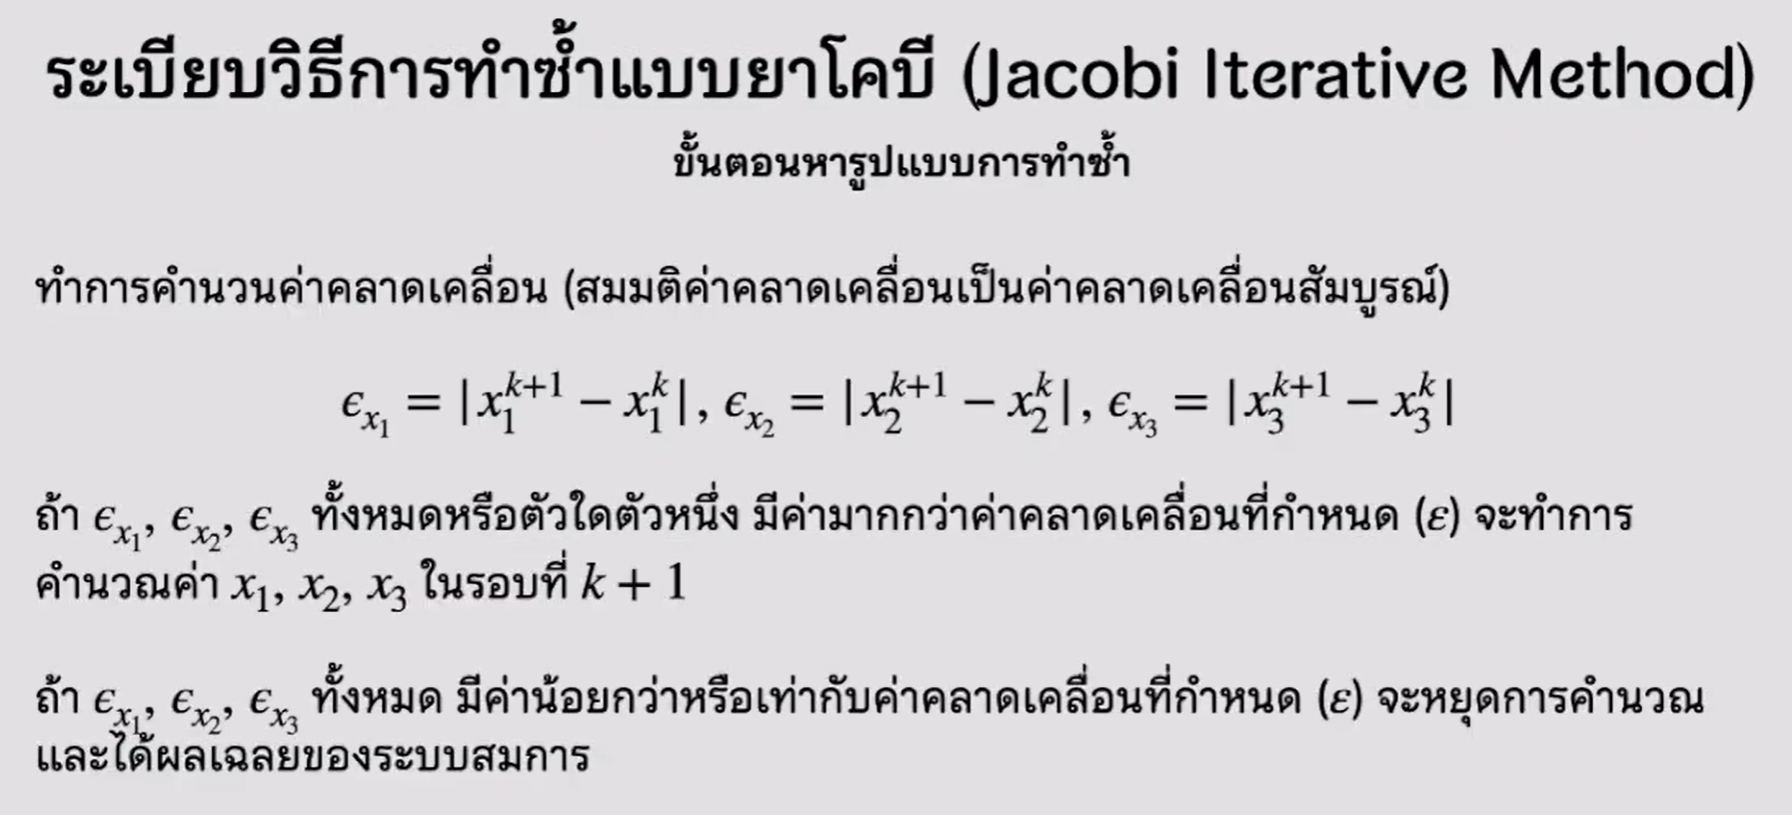 ระเบียบวิธีการทำซ้ำแบบยาโคบี (Jacobi Iterative Method)
ขั้นตอนหารูปแบบการทำซ้ำ
ทำการคำนวนค่าคลาดเคลื่อน (สมมติค่าคลาดเคลื่อนเป็นค่าคลาดเคลื่อนสัมบูรณ์)
$\epsilon_{x_1} = |x_1^{k+1} - x_1^k|, \epsilon_{x_2} = |x_2^{k+1} - x_2^k|, \epsilon_{x_3} = |x_3^{k+1} - x_3^k|$
ถ้า $\epsilon_{x_1}, \epsilon_{x_2}, \epsilon_{x_3}$ ทั้งหมดหรือตัวใดตัวหนึ่ง มีค่ามากกว่าค่าคลาดเคลื่อนที่กำหนด ($\varepsilon$) จะทำการ
คำนวณค่า $x_1, x_2, x_3$ ในรอบที่ $k + 1$
ถ้า $\epsilon_{x_1}, \epsilon_{x_2}, \epsilon_{x_3}$ ทั้งหมด มีค่าน้อยกว่าหรือเท่ากับค่าคลาดเคลื่อนที่กำหนด ($\varepsilon$) จะหยุดการคำนวณ
และได้ผลเฉลยของระบบสมการ